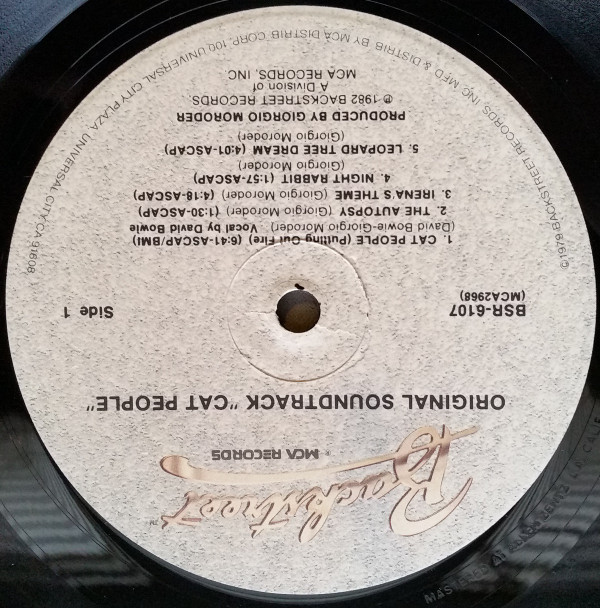 Backstreet™
® MCA RECORDS
ORIGINAL SOUNDTRACK "CAT PEOPLE"
BSR-6107
(MCA2968)
Side 1
1. CAT PEOPLE (Putting Out Fire) (6:41-ASCAP/BMI)
(David Bowie-Giorgio Moroder) Vocal by David Bowie
2. THE AUTOPSY (Giorgio Moroder) (1:30-ASCAP)
3. IRENA'S THEME (Giorgio Moroder) (4:18-ASCAP)
4. NIGHT RABBIT (1:57-ASCAP)
(Giorgio Moroder)
5. LEOPARD TREE DREAM (4:01-ASCAP)
(Giorgio Moroder)
PRODUCED BY GIORGIO MORODER
℗ 1982 BACKSTREET RECORDS
A Division of
MCA RECORDS, INC
©1979 BACKSTREET RECORDS, INC. MFD & DISTRIB BY MCA DISTRIB. CORP. 100 UNIVERSAL CITY PLAZA, UNIVERSAL CITY, CA 91608